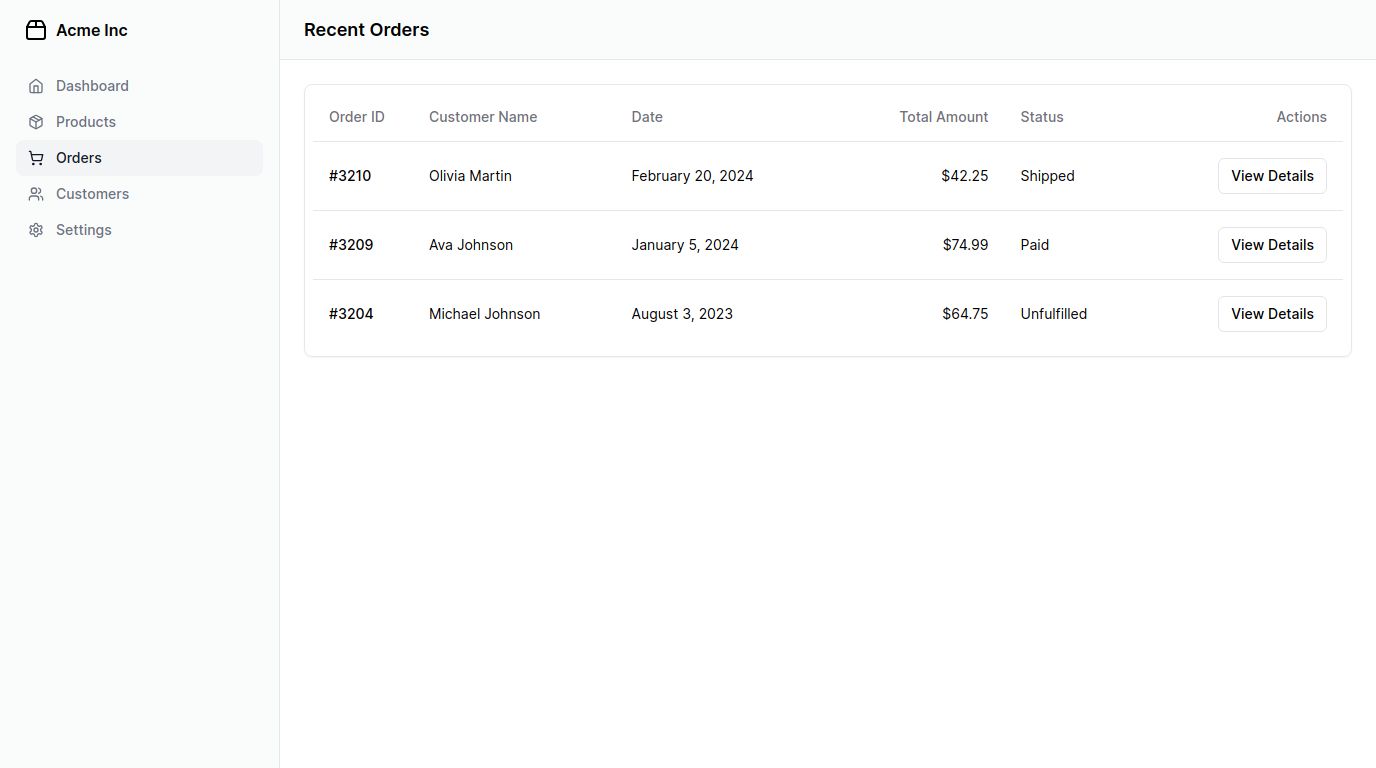 Acme Inc
Dashboard
Products
Orders
Customers
Settings
Recent Orders
Order ID Customer Name Date Total Amount Status Actions
#3210 Olivia Martin February 20, 2024 $42.25 Shipped View Details
#3209 Ava Johnson January 5, 2024 $74.99 Paid View Details
#3204 Michael Johnson August 3, 2023 $64.75 Unfulfilled View Details